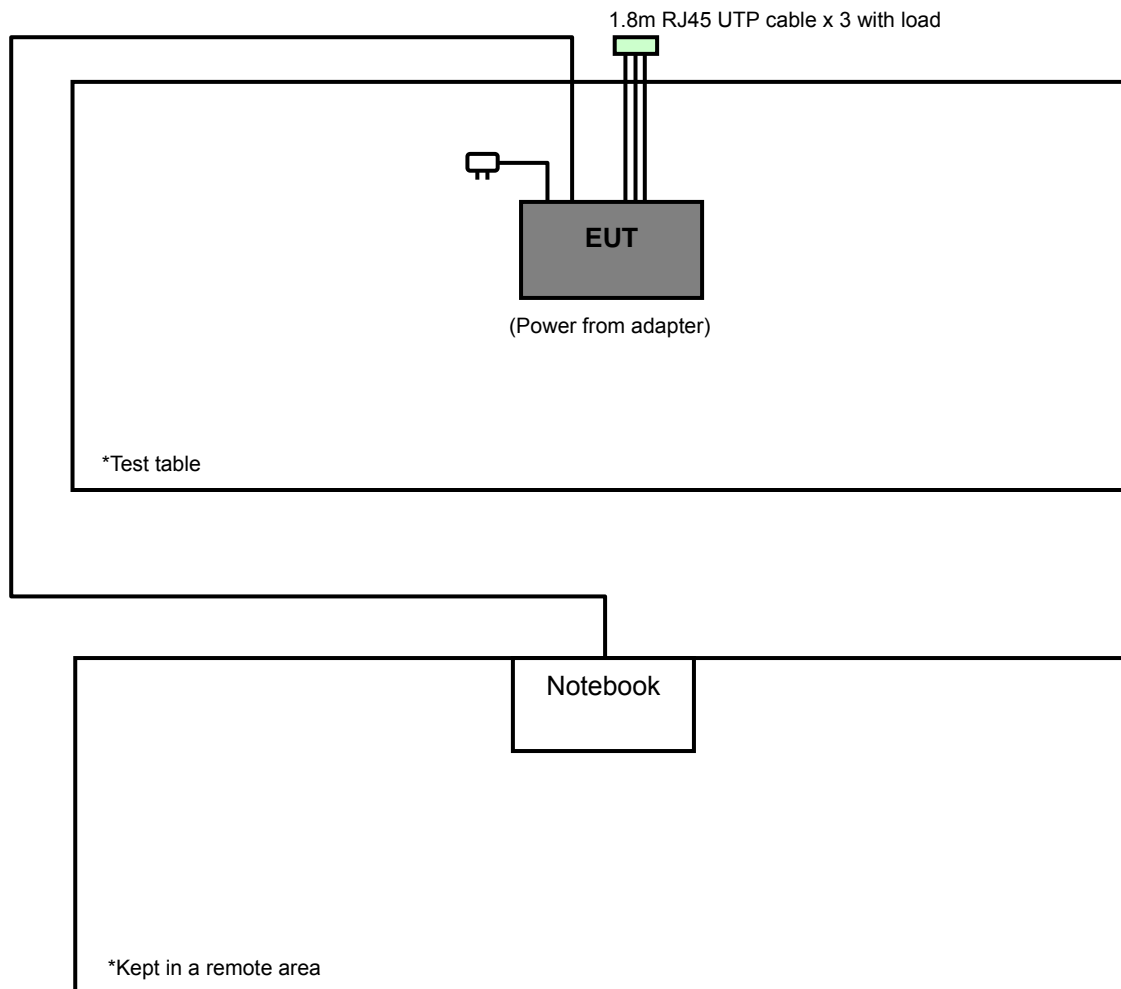 1.8m RJ45 UTP cable x 3 with load
EUT
(Power from adapter)
*Test table
Notebook
*Kept in a remote area